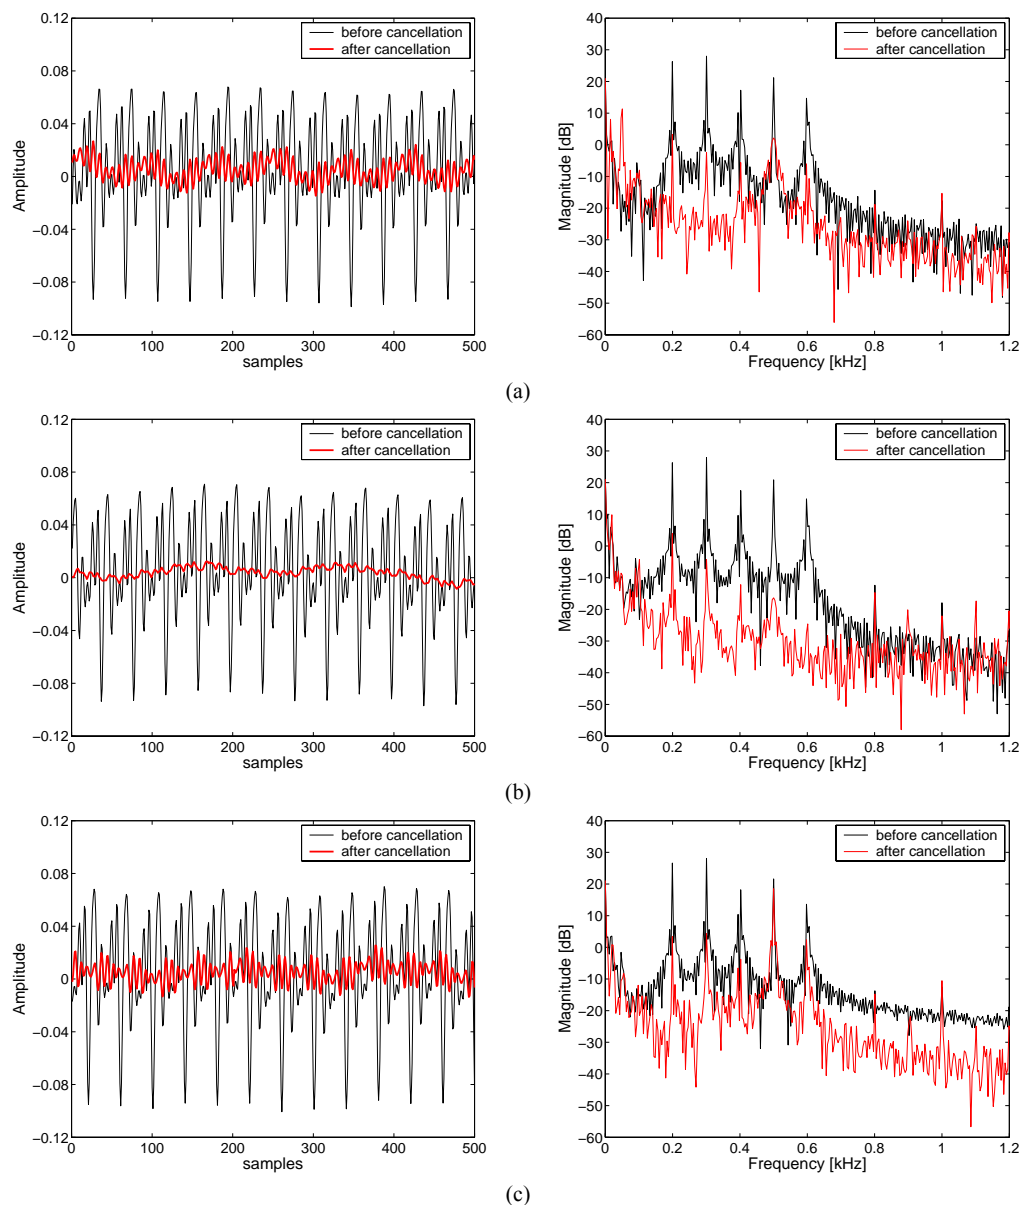 0.12
0.08
0.04
0
−0.04
−0.08
−0.12
Amplitude
0 100 200 300 400 500
samples
before cancellation
after cancellation
40
30
20
10
0
−10
−20
−30
−40
−50
−60
Magnitude [dB]
0 0.2 0.4 0.6 0.8 1 1.2
Frequency [kHz]
before cancellation
after cancellation
(a)
0.12
0.08
0.04
0
−0.04
−0.08
−0.12
Amplitude
0 100 200 300 400 500
samples
before cancellation
after cancellation
40
30
20
10
0
−10
−20
−30
−40
−50
−60
Magnitude [dB]
0 0.2 0.4 0.6 0.8 1 1.2
Frequency [kHz]
before cancellation
after cancellation
(b)
0.12
0.08
0.04
0
−0.04
−0.08
−0.12
Amplitude
0 100 200 300 400 500
samples
before cancellation
after cancellation
40
30
20
10
0
−10
−20
−30
−40
−50
−60
Magnitude [dB]
0 0.2 0.4 0.6 0.8 1 1.2
Frequency [kHz]
before cancellation
after cancellation
(c)